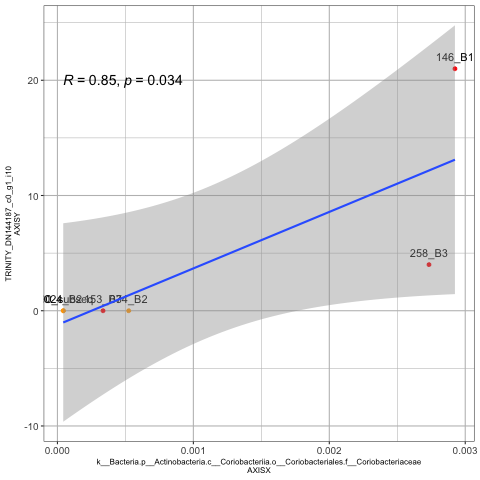 146_B1
R = 0.85, p = 0.034
20
10
258_B3
0
-10
0.000
0.001
0.002
0.003
k__Bacteria.p__Actinobacteria.c__Coriobacteriia.o__Coriobacteriales.f__Coriobacteriaceae
AXISX
TRINITY_DN144187_c0_g1_i10
AXISY